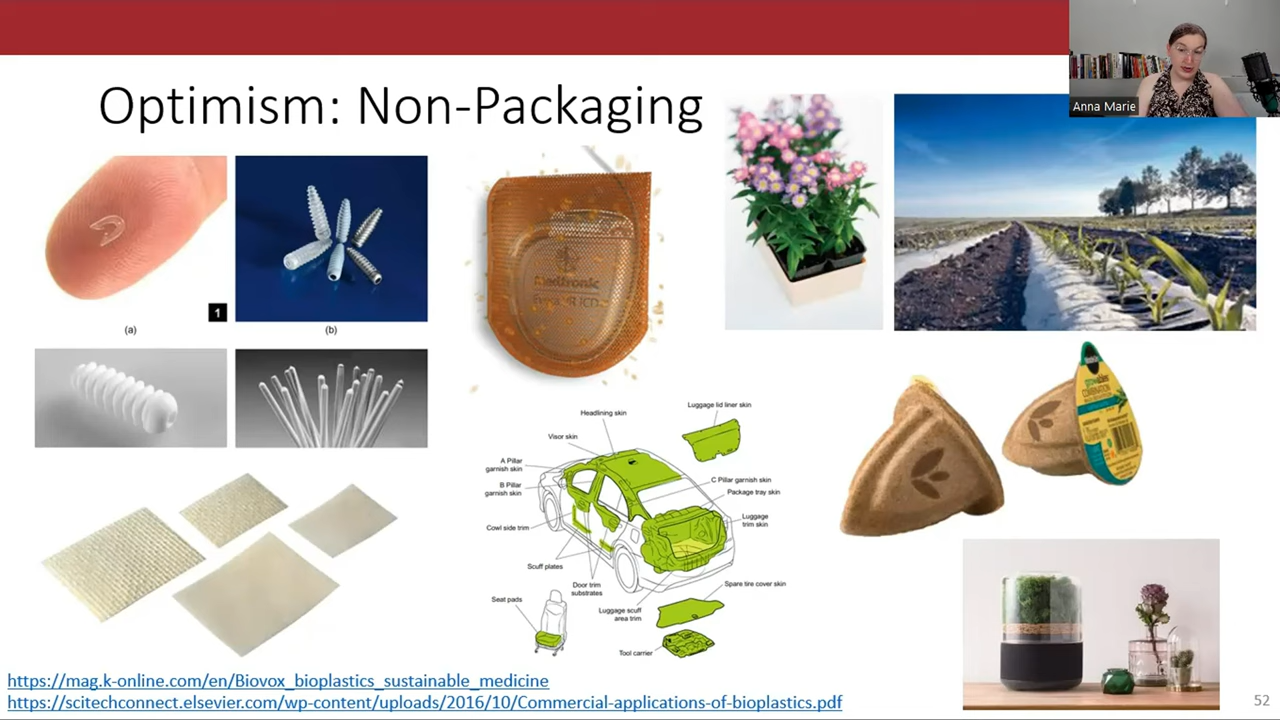 Anna Marie
Optimism: Non-Packaging
1
(a)
(b)
Medtronic
Luggage lid liner skin
Headlining skin
Visor skin
A Pillar
garnish skin
B Pillar
garnish skin
C Pillar garnish skin
Package tray skin
Cowl side trim
Luggage
trim skin
Scuff plates
Door trim
substrates
Spare tire cover skin
Seat pads
Luggage scuff
area trim
Tool carrier
https://mag.k-online.com/en/Biovox_bioplastics_sustainable_medicine
https://scitechconnect.elsevier.com/wp-content/uploads/2016/10/Commercial-applications-of-bioplastics.pdf
52